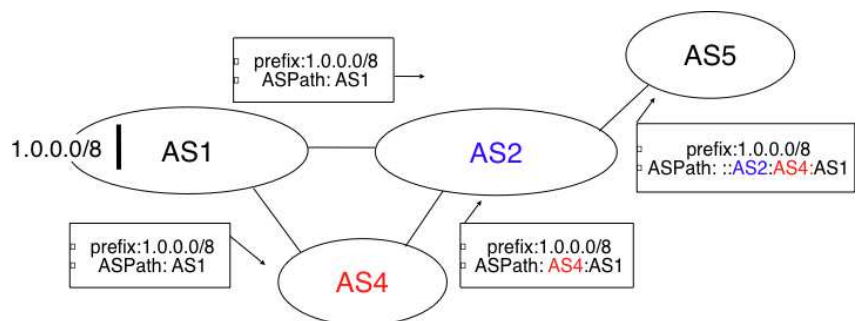 prefix:1.0.0.0/8
ASPath: AS1
AS5
1.0.0.0/8
AS1
AS2
prefix:1.0.0.0/8
ASPath: ::AS2:AS4:AS1
prefix:1.0.0.0/8
ASPath: AS1
prefix:1.0.0.0/8
ASPath: AS4:AS1
AS4